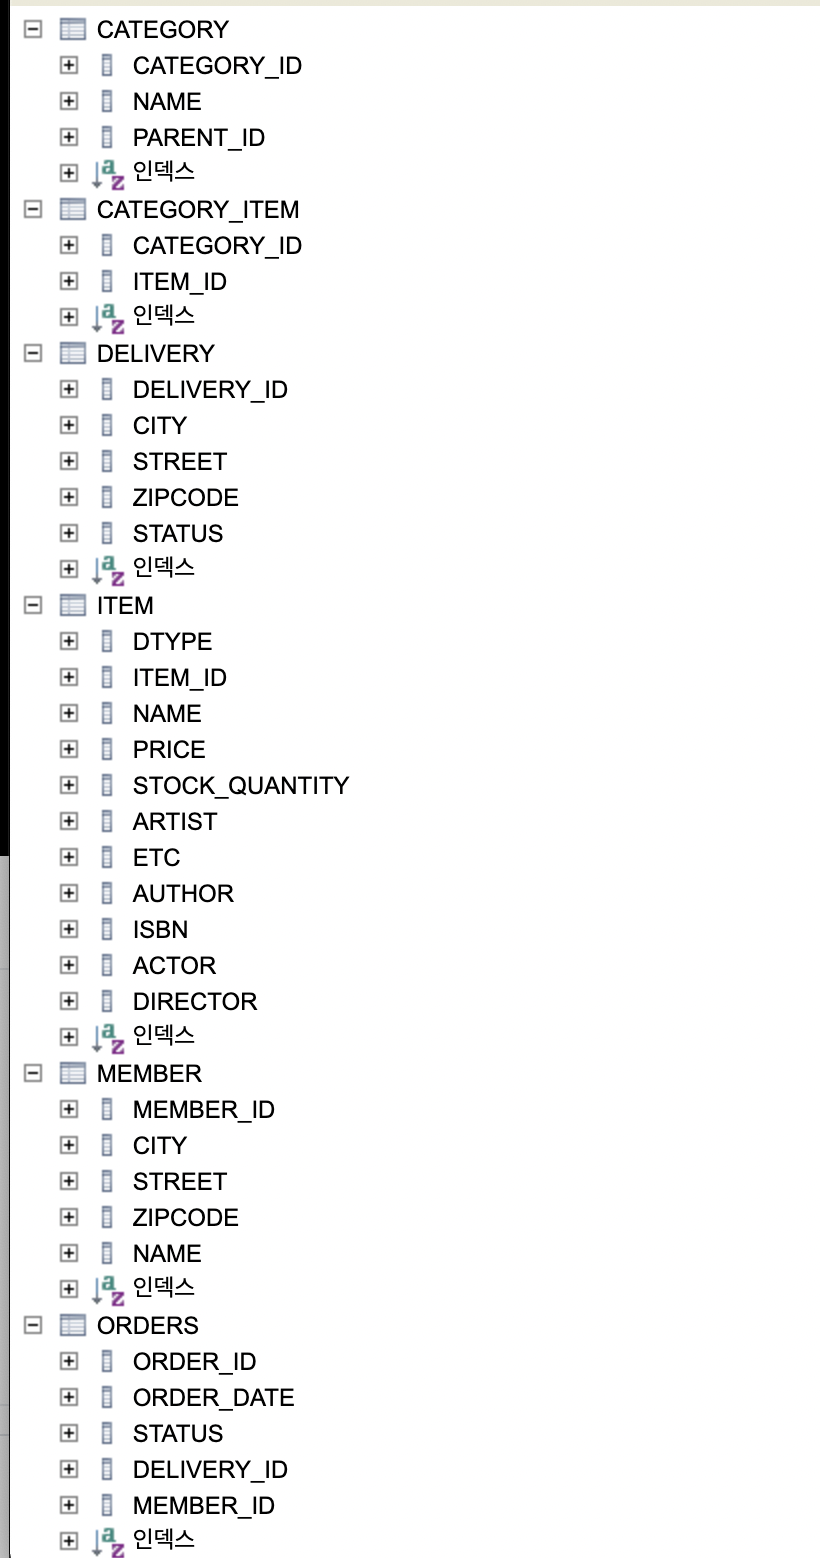 CATEGORY
CATEGORY_ID
NAME
PARENT_ID
인덱스
CATEGORY_ITEM
CATEGORY_ID
ITEM_ID
인덱스
DELIVERY
DELIVERY_ID
CITY
STREET
ZIPCODE
STATUS
인덱스
ITEM
DTYPE
ITEM_ID
NAME
PRICE
STOCK_QUANTITY
ARTIST
ETC
AUTHOR
ISBN
ACTOR
DIRECTOR
인덱스
MEMBER
MEMBER_ID
CITY
STREET
ZIPCODE
NAME
인덱스
ORDERS
ORDER_ID
ORDER_DATE
STATUS
DELIVERY_ID
MEMBER_ID
인덱스